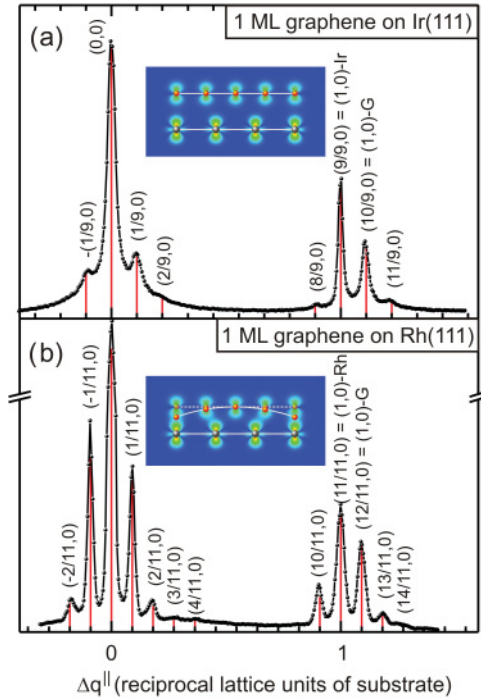 1 ML graphene on Ir(111)
(a)
(0,0)
-(1/9,0)
(1/9,0)
(2/9,0)
(8/9,0)
(9/9,0) = (1,0)-Ir
(10/9,0) = (1,0)-G
(11/9,0)
1 ML graphene on Rh(111)
(b)
(-2/11,0)
(-1/11,0)
(1/11,0)
(2/11,0)
(3/11,0)
(4/11,0)
(10/11,0)
(11/11,0) = (1,0)-Rh
(12/11,0) = (1,0)-G
(13/11,0)
(14/11,0)
0 1
Δq|| (reciprocal lattice units of substrate)